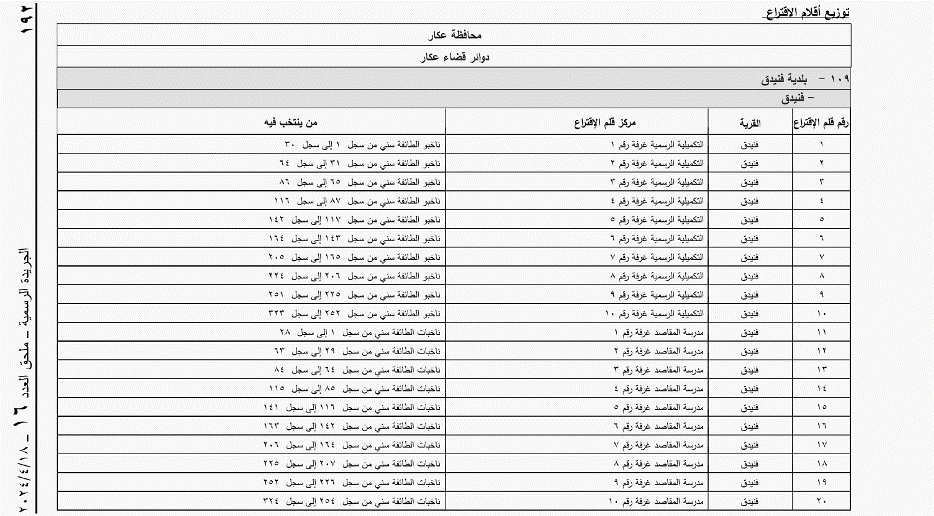 توزيع أقلام الإقتراع
محافظة عكار
دوائر قضاء عكار
١٠٩ - بلدية فنيدق
- فنيدق
رقم قلم الإقتراع القرية مركز قلم الإقتراع من ينتخب فيه
١ فنيدق التكميلية الرسمية غرفة رقم ١ ناخبو الطائفة سني من سجل ١ إلى سجل ٣٠
٢ فنيدق التكميلية الرسمية غرفة رقم ٢ ناخبو الطائفة سني من سجل ٣١ إلى سجل ٦٤
٣ فنيدق التكميلية الرسمية غرفة رقم ٣ ناخبو الطائفة سني من سجل ٦٥ إلى سجل ٨٦
٤ فنيدق التكميلية الرسمية غرفة رقم ٤ ناخبو الطائفة سني من سجل ٨٧ إلى سجل ١١٦
٥ فنيدق التكميلية الرسمية غرفة رقم ٥ ناخبو الطائفة سني من سجل ١١٧ إلى سجل ١٤٢
٦ فنيدق التكميلية الرسمية غرفة رقم ٦ ناخبو الطائفة سني من سجل ١٤٣ إلى سجل ١٦٤
٧ فنيدق التكميلية الرسمية غرفة رقم ٧ ناخبو الطائفة سني من سجل ١٦٥ إلى سجل ٢٠٥
٨ فنيدق التكميلية الرسمية غرفة رقم ٨ ناخبو الطائفة سني من سجل ٢٠٦ إلى سجل ٢٢٤
٩ فنيدق التكميلية الرسمية غرفة رقم ٩ ناخبو الطائفة سني من سجل ٢٢٥ إلى سجل ٢٥١
١٠ فنيدق التكميلية الرسمية غرفة رقم ١٠ ناخبو الطائفة سني من سجل ٢٥٢ إلى سجل ٣٢٣
١١ فنيدق مدرسة المقاصد غرفة رقم ١ ناخبات الطائفة سني من سجل ١ إلى سجل ٢٨
١٢ فنيدق مدرسة المقاصد غرفة رقم ٢ ناخبات الطائفة سني من سجل ٢٩ إلى سجل ٦٣
١٣ فنيدق مدرسة المقاصد غرفة رقم ٣ ناخبات الطائفة سني من سجل ٦٤ إلى سجل ٨٤
١٤ فنيدق مدرسة المقاصد غرفة رقم ٤ ناخبات الطائفة سني من سجل ٨٥ إلى سجل ١١٥
١٥ فنيدق مدرسة المقاصد غرفة رقم ٥ ناخبات الطائفة سني من سجل ١١٦ إلى سجل ١٤١
١٦ فنيدق مدرسة المقاصد غرفة رقم ٦ ناخبات الطائفة سني من سجل ١٤٢ إلى سجل ١٦٣
١٧ فنيدق مدرسة المقاصد غرفة رقم ٧ ناخبات الطائفة سني من سجل ١٦٤ إلى سجل ٢٠٦
١٨ فنيدق مدرسة المقاصد غرفة رقم ٨ ناخبات الطائفة سني من سجل ٢٠٧ إلى سجل ٢٢٥
١٩ فنيدق مدرسة المقاصد غرفة رقم ٩ ناخبات الطائفة سني من سجل ٢٢٦ إلى سجل ٢٥٢
٢٠ فنيدق مدرسة المقاصد غرفة رقم ١٠ ناخبات الطائفة سني من سجل ٢٥٤ إلى سجل ٣٢٤
١٩٢
الجريدة الرسمية – ملحق العدد ١٦ – ٢٠٢٤/٤/١٨